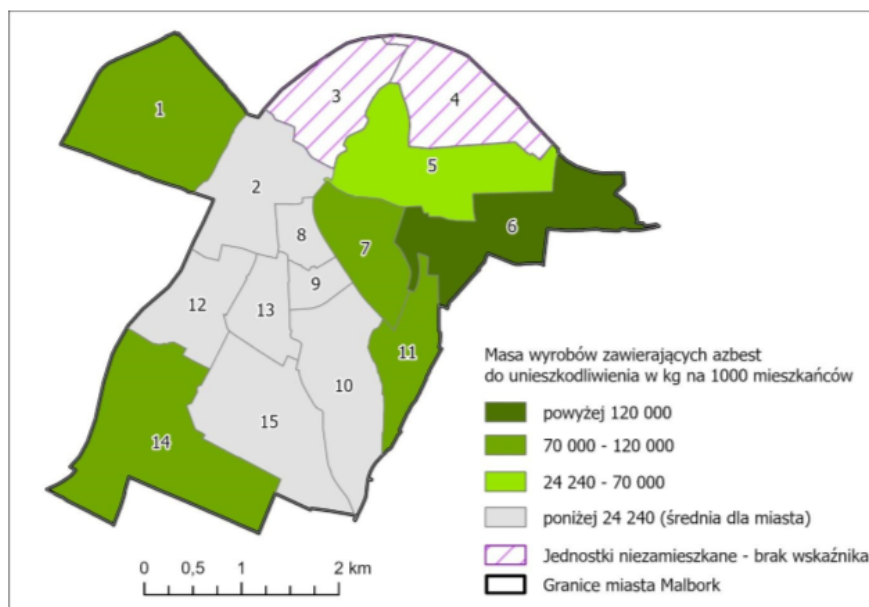 1
3
4
5
2
6
8
7
9
12
13
11
10
14
15
Masa wyrobów zawierających azbest
do unieszkodliwienia w kg na 1000 mieszkańców
powyżej 120 000
70 000 - 120 000
24 240 - 70 000
poniżej 24 240 (średnia dla miasta)
Jednostki niezamieszkane - brak wskaźnika
Granice miasta Malbork
0 0,5 1 2 km